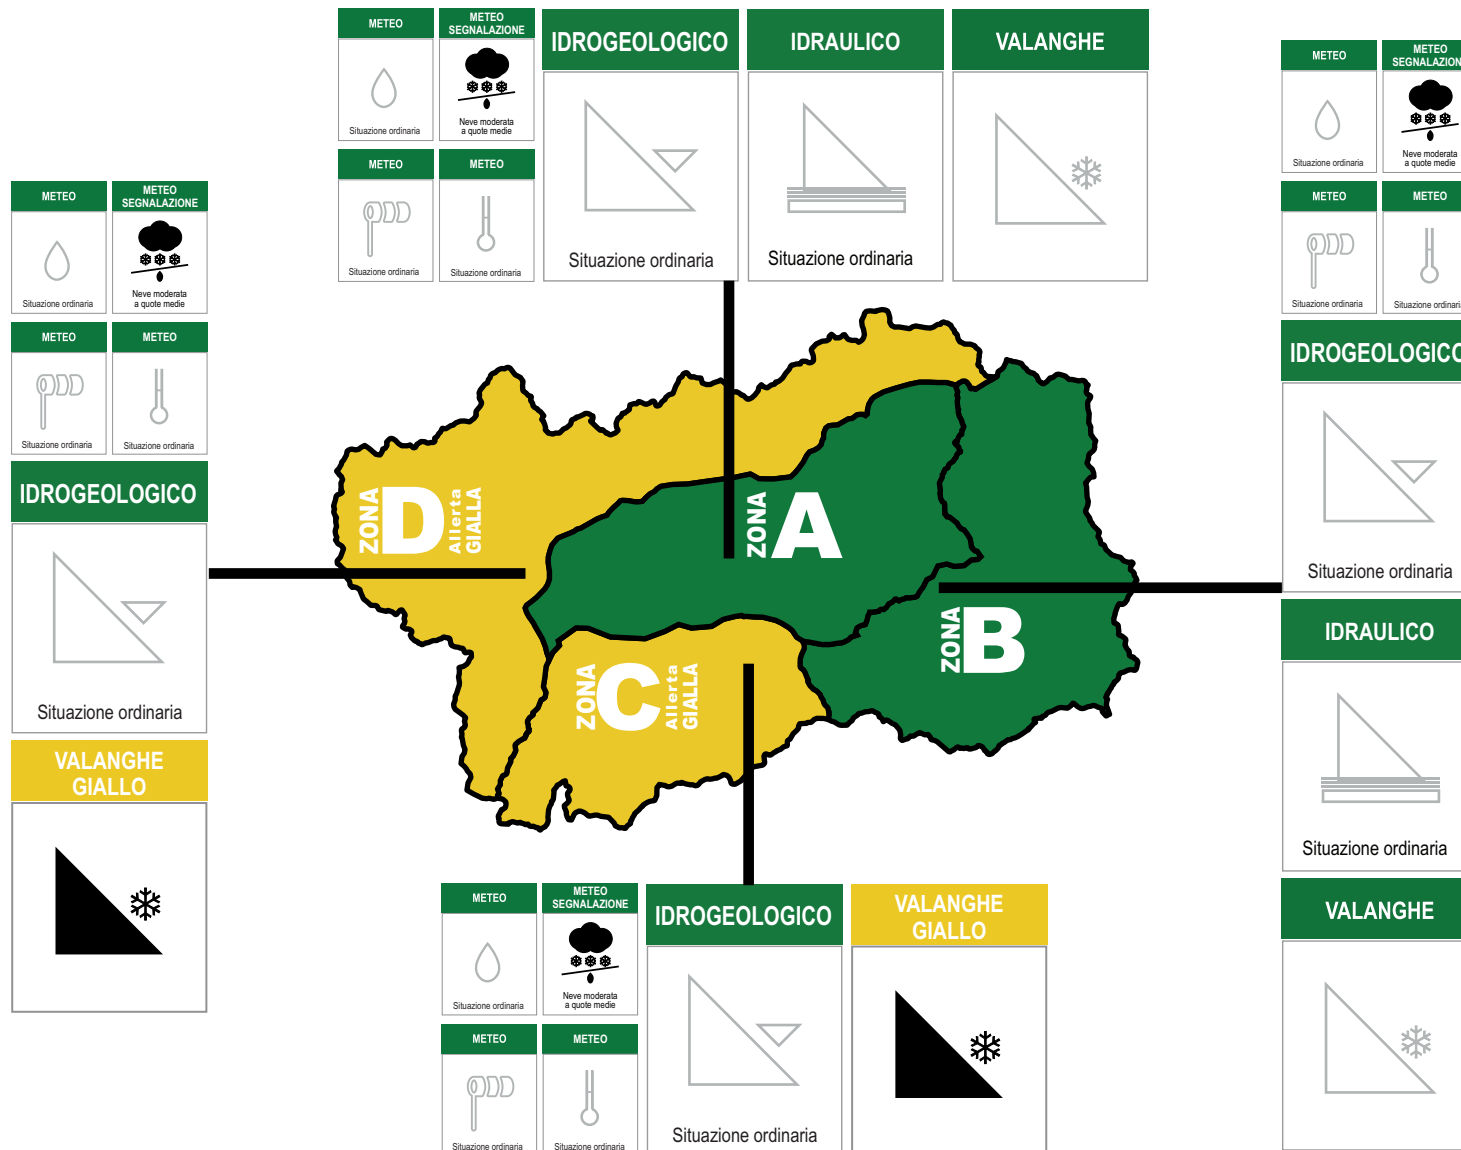 METEO
METEO
SEGNALAZIONE
Situazione ordinaria
Neve moderata
a quote medie
METEO
METEO
Situazione ordinaria
Situazione ordinaria
IDROGEOLOGICO
Situazione ordinaria
IDRAULICO
Situazione ordinaria
VALANGHE
METEO
METEO
SEGNALAZION
Situazione ordinaria
Neve moderata
a quote medie
METEO
METEO
Situazione ordinaria
Situazione ordinari
IDROGEOLOGICO
Situazione ordinaria
IDRAULICO
Situazione ordinaria
VALANGHE
METEO
METEO
SEGNALAZIONE
Situazione ordinaria
Neve moderata
a quote medie
METEO
METEO
Situazione ordinaria
Situazione ordinaria
IDROGEOLOGICO
Situazione ordinaria
VALANGHE
GIALLO
ZONA D Allerta GIALLA
ZONA A
ZONA B
ZONA C Allerta GIALLA
METEO
METEO
SEGNALAZIONE
Situazione ordinaria
Neve moderata
a quote medie
METEO
METEO
Situazione ordinaria
Situazione ordinaria
IDROGEOLOGICO
Situazione ordinaria
VALANGHE
GIALLO